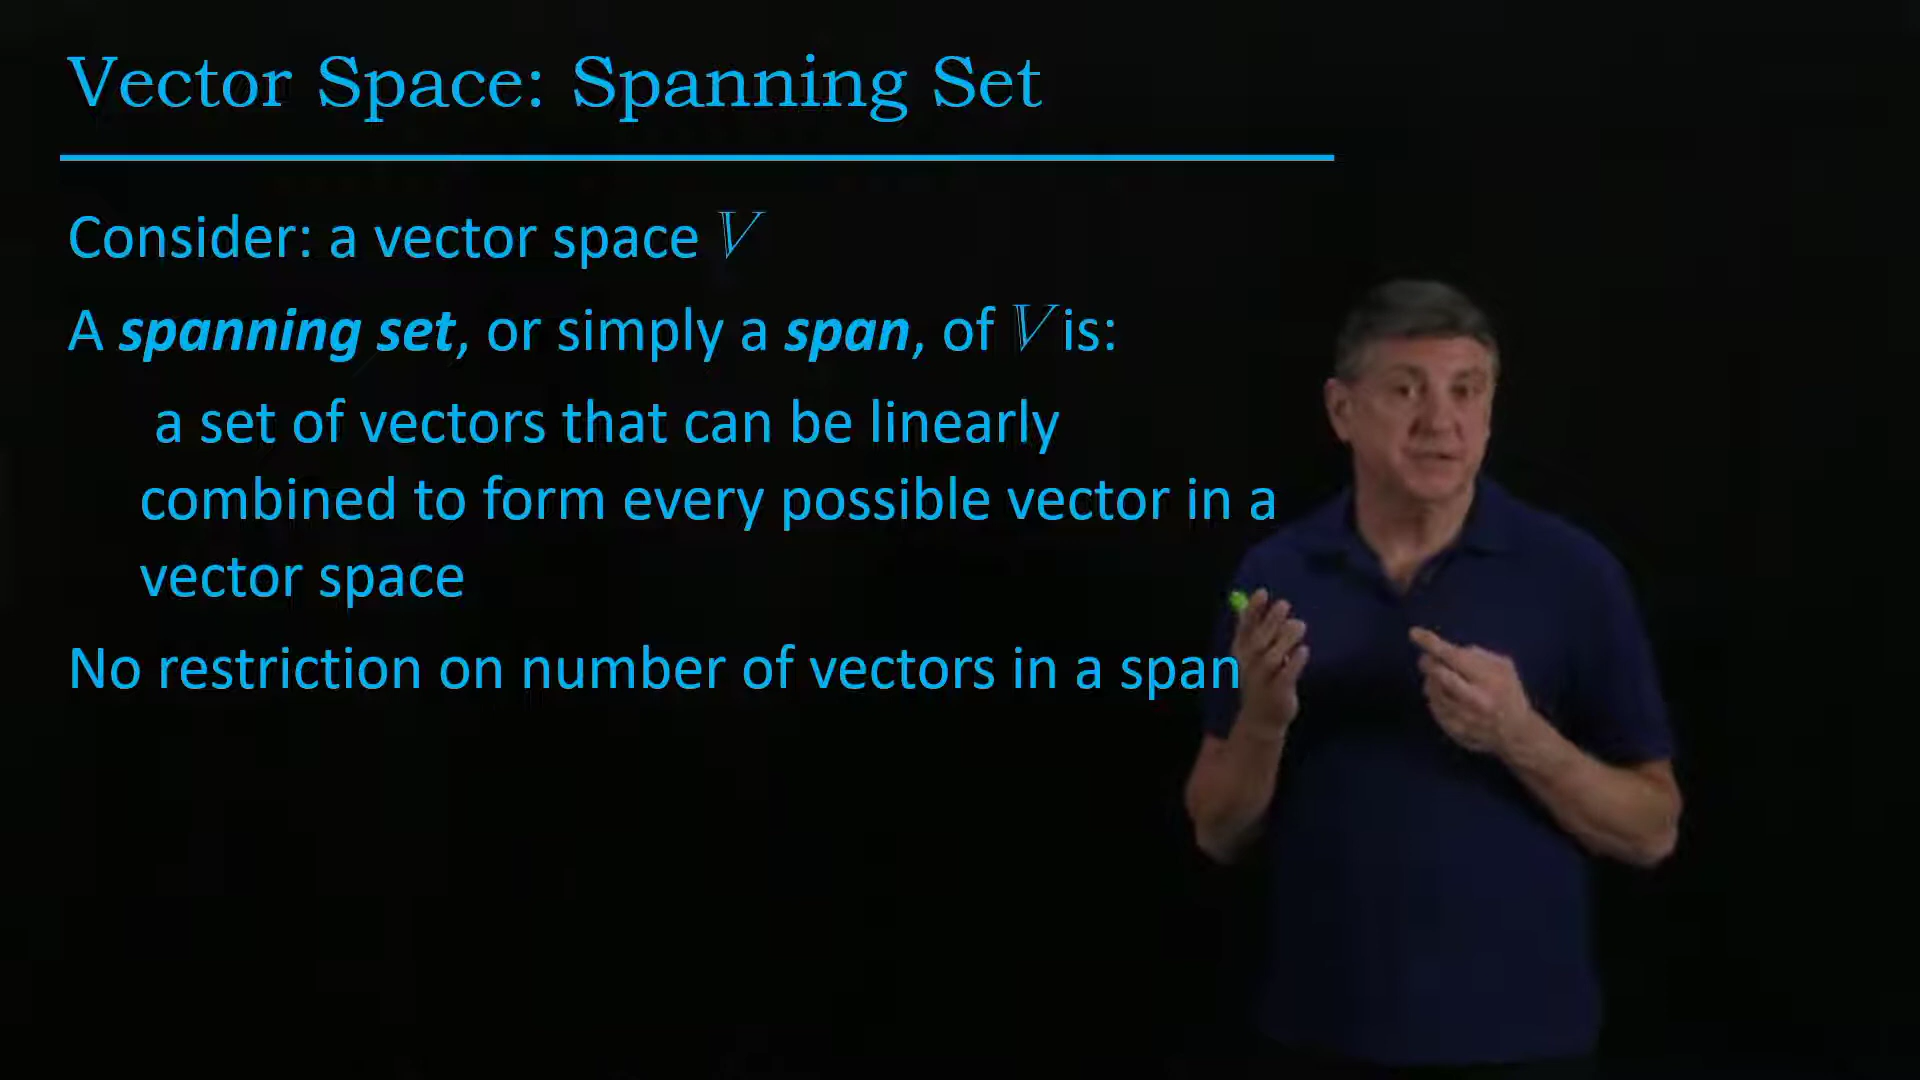 Vector Space: Spanning Set
Consider: a vector space V
A spanning set, or simply a span, of V is:
a set of vectors that can be linearly
combined to form every possible vector in a
vector space
No restriction on number of vectors in a span